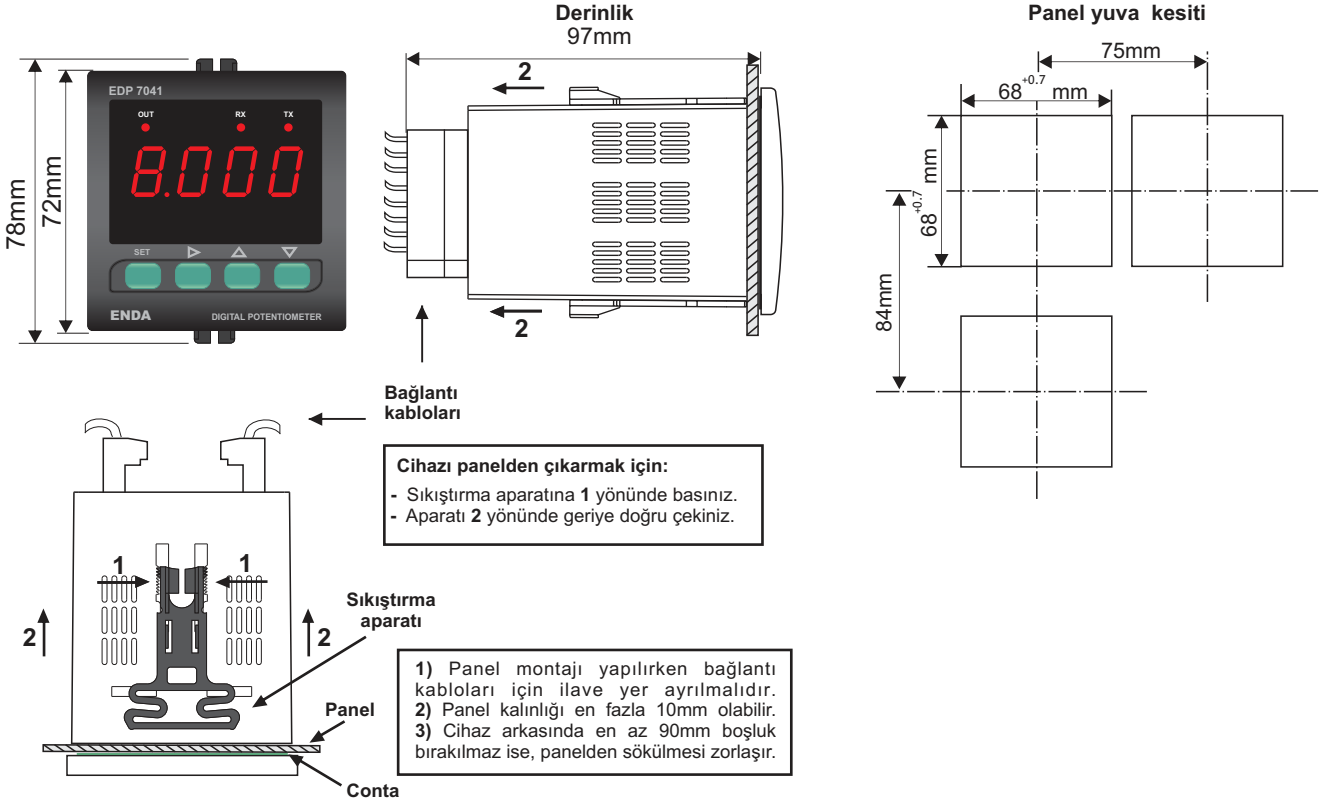 Derinlik
97mm
Panel yuva kesiti
75mm
68+0.7 mm
68+0.7 mm
84mm
78mm
72mm
EDP 7041
OUT
RX
TX
8.000
SET
ENDA
DIGITAL POTENTIOMETER
2
2
Bağlantı
kabloları
Cihazı panelden çıkarmak için:
- Sıkıştırma aparatına 1 yönünde basınız.
- Aparatı 2 yönünde geriye doğru çekiniz.
1
1
2
2
Sıkıştırma
aparatı
Panel
Conta
1) Panel montajı yapılırken bağlantı
kabloları için ilave yer ayrılmalıdır.
2) Panel kalınlığı en fazla 10mm olabilir.
3) Cihaz arkasında en az 90mm boşluk
bırakılmaz ise, panelden sökülmesi zorlaşır.